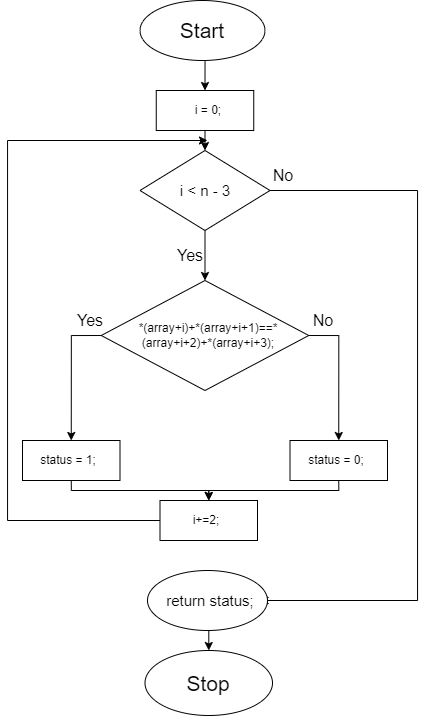 Start
i = 0;
i < n - 3
No
Yes
Yes
*(array+i)+*(array+i+1)==*
(array+i+2)+*(array+i+3);
No
status = 1;
status = 0;
i+=2;
return status;
Stop